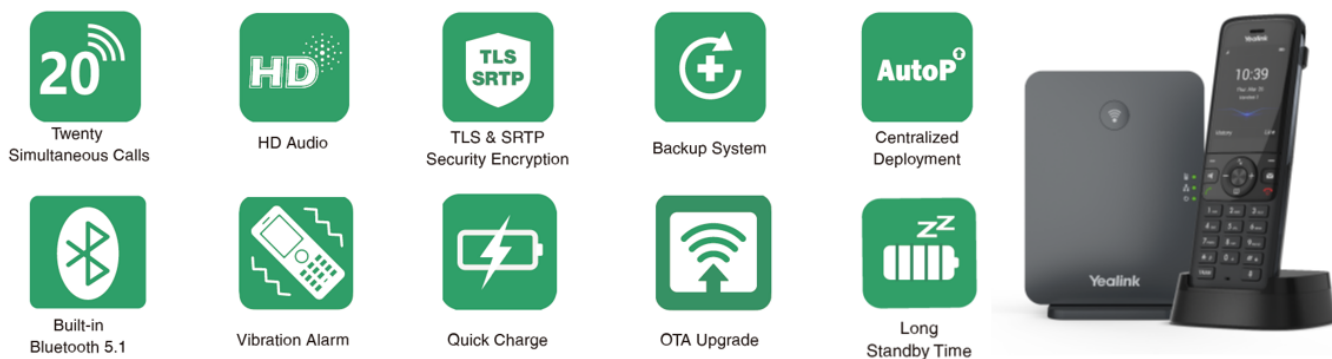 20
HD
TLS
SRTP
AutoP
Twenty
Simultaneous Calls
HD Audio
TLS & SRTP
Security Encryption
Backup System
Centralized
Deployment
Built-in
Bluetooth 5.1
Vibration Alarm
Quick Charge
OTA Upgrade
ZZ
Long
Standby Time
Yealink
10:39
Yealink